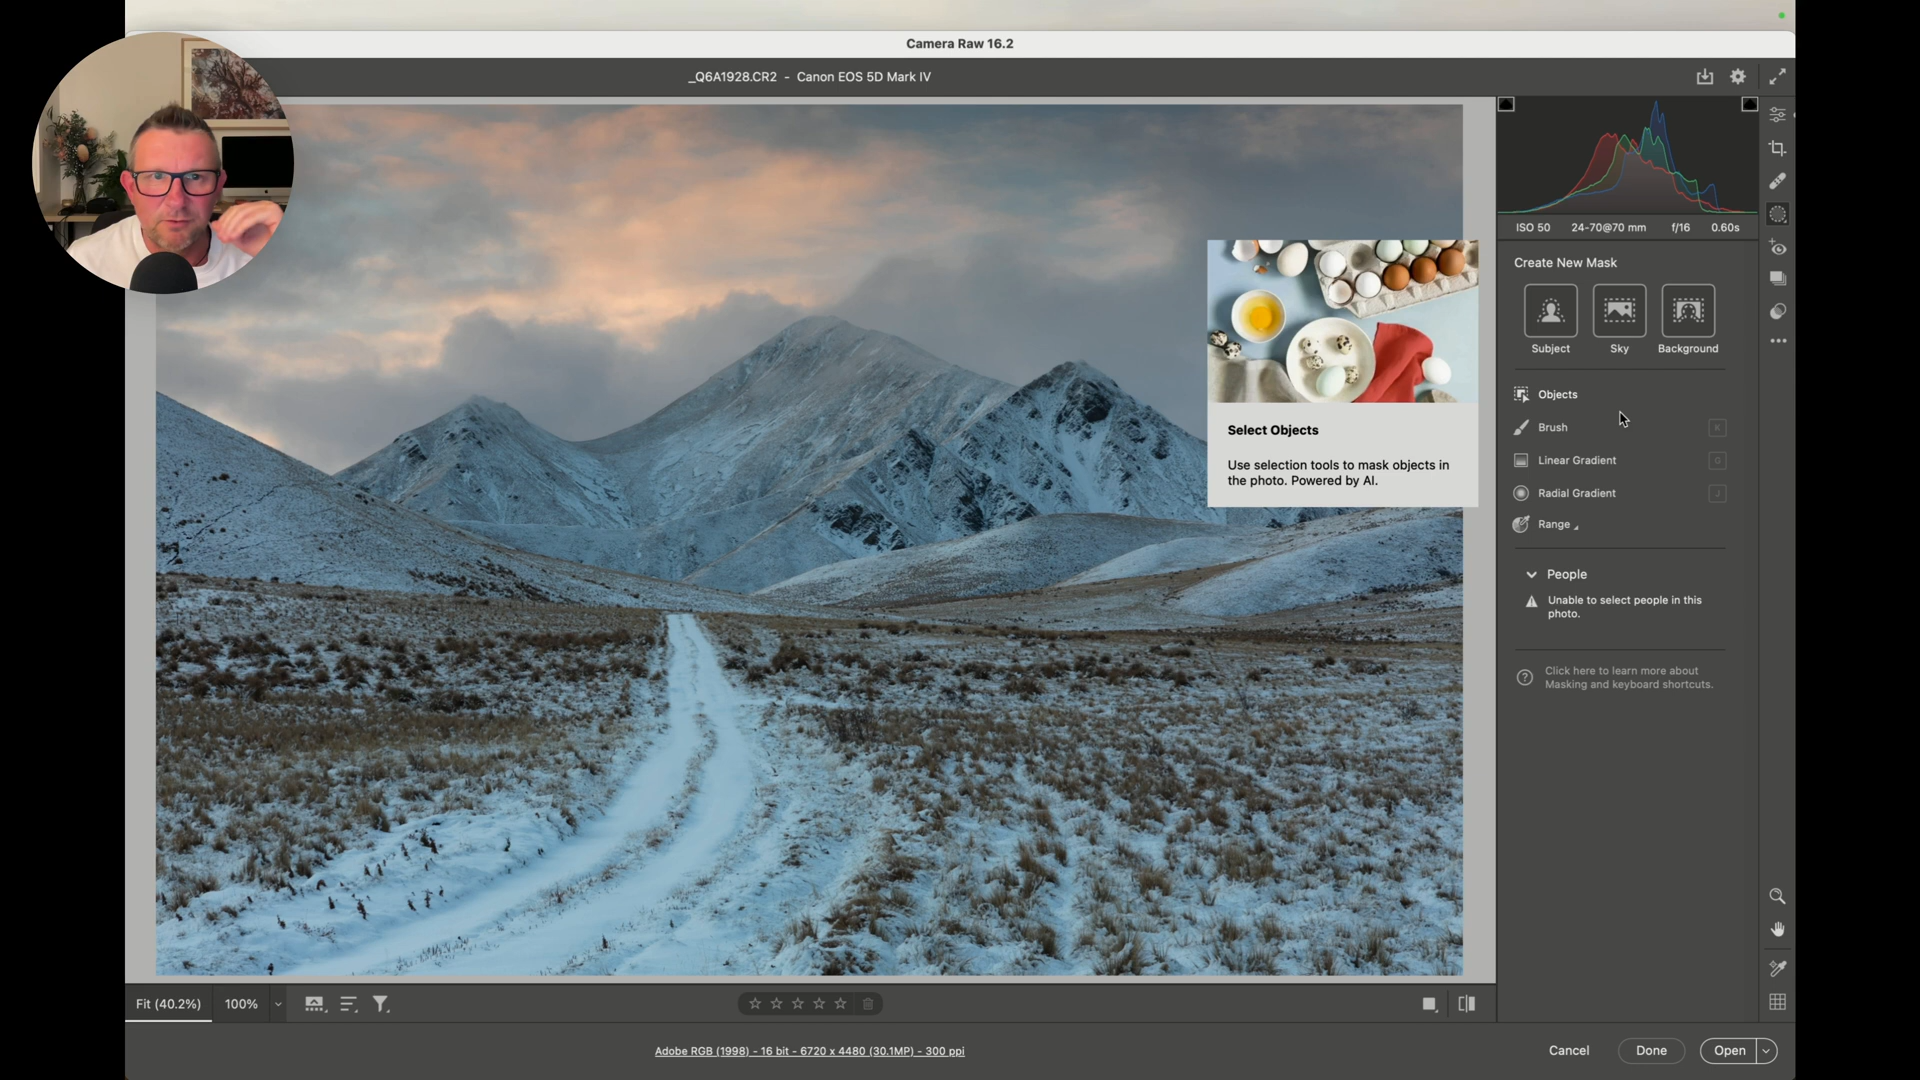 Camera Raw 16.2
_Q6A1928.CR2 - Canon EOS 5D Mark IV
ISO 50 24-70@70 mm f/16 0.60s
Create New Mask
Subject Sky Background
Objects
Brush K
Linear Gradient G
Radial Gradient J
Range
People
Unable to select people in this
photo.
Click here to learn more about
Masking and keyboard shortcuts.
Select Objects
Use selection tools to mask objects in
the photo. Powered by AI.
Fit (40.2%) 100%
Adobe RGB (1998) - 16 bit - 6720 x 4480 (30.1MP) - 300 ppi
Cancel Done Open